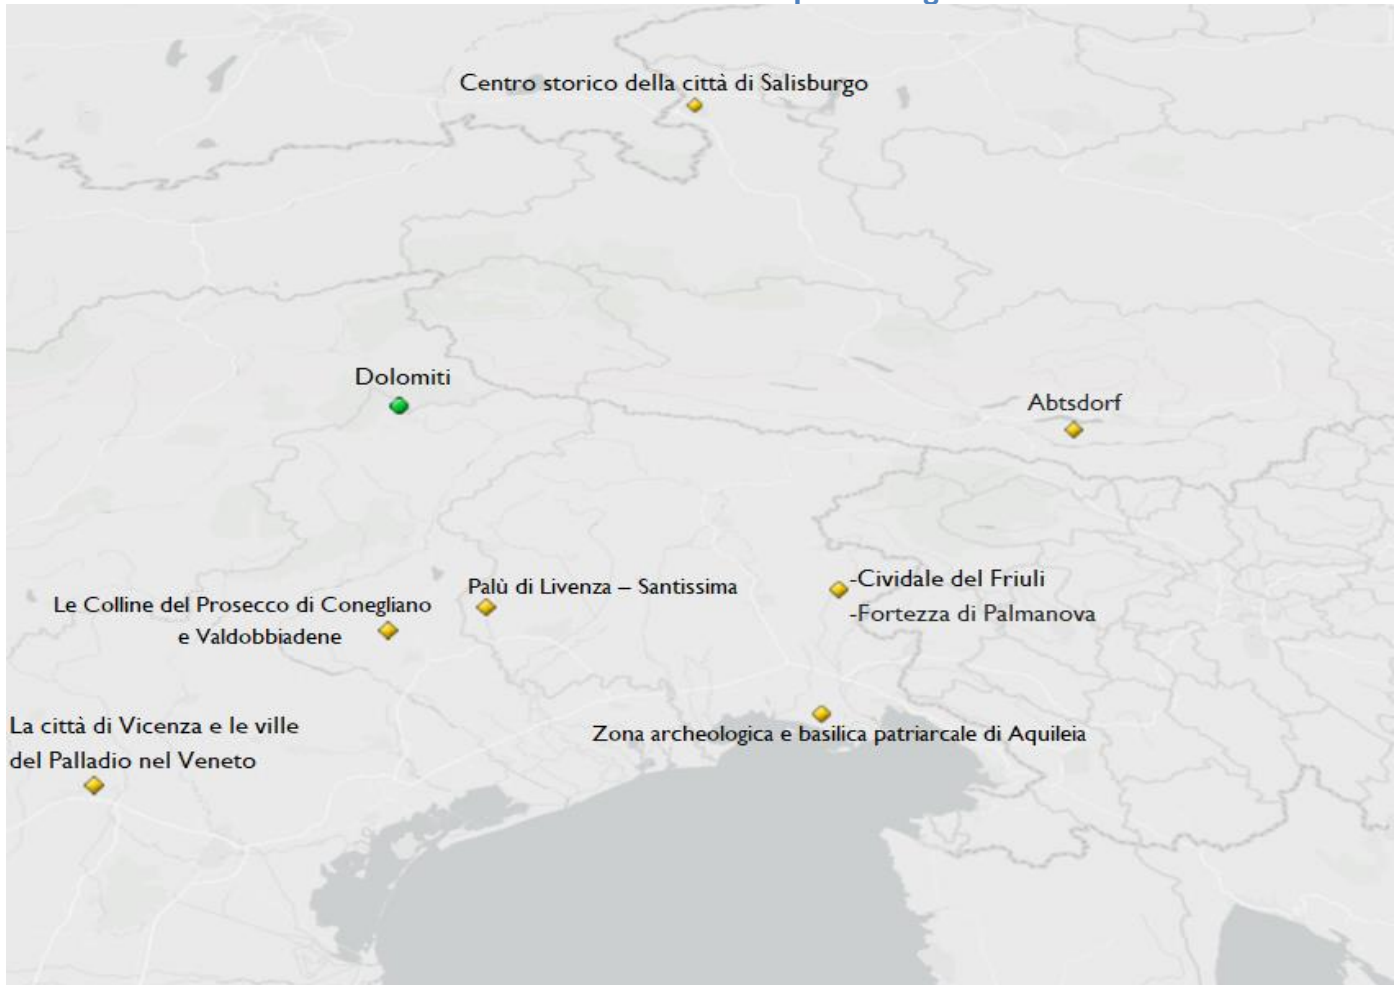 Centro storico della città di Salisburgo
Dolomiti
Abtsdorf
-Cividale del Friuli
-Fortezza di Palmanova
Palù di Livenza – Santissima
Le Colline del Prosecco di Conegliano
e Valdobbiadene
La città di Vicenza e le ville
del Palladio nel Veneto
Zona archeologica e basilica patriarcale di Aquileia